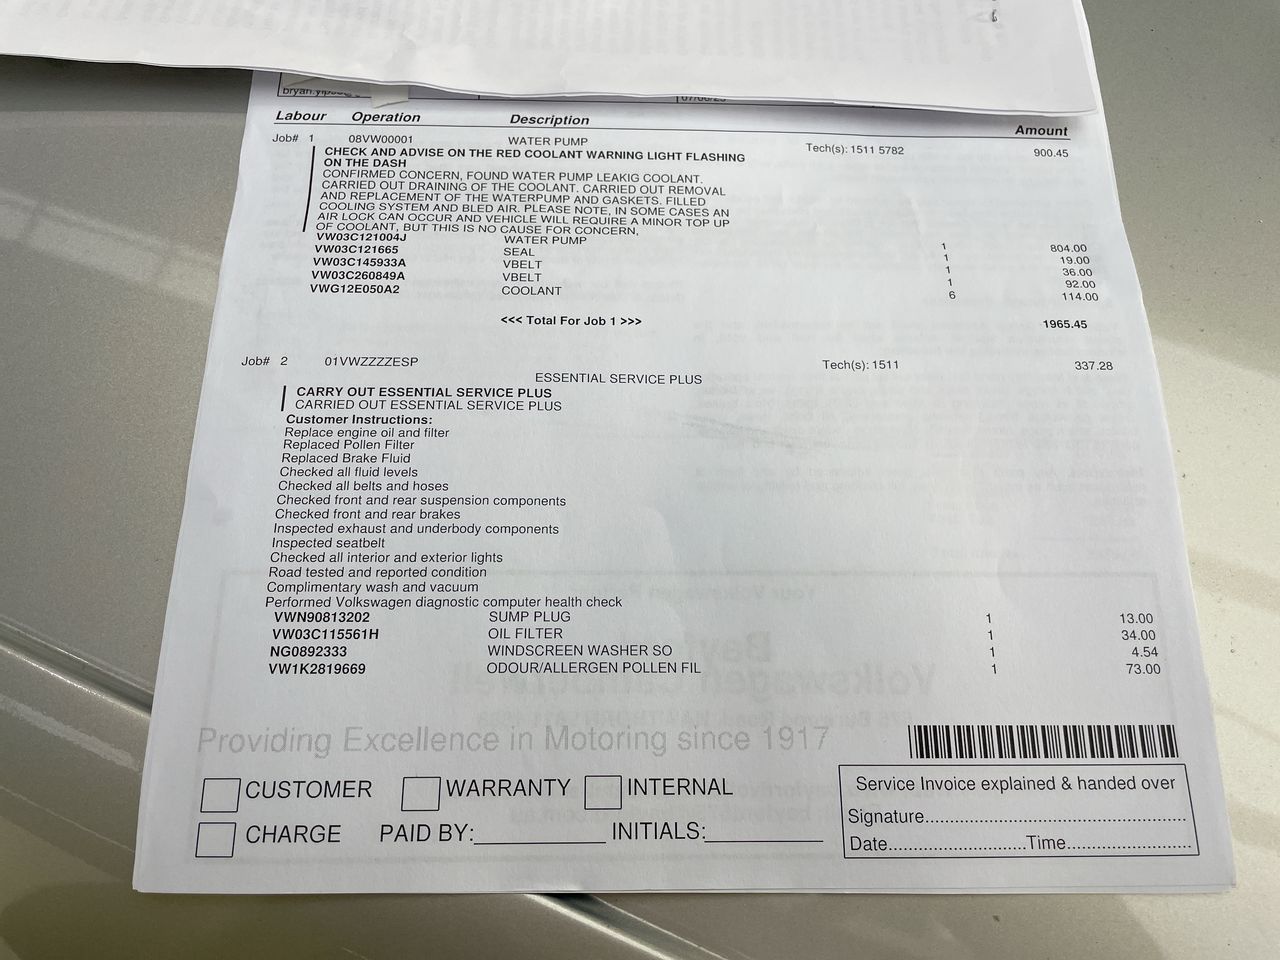 Labour Operation Description Amount
Job# 1 08VW00001 WATER PUMP Tech(s): 1511 5782 900.45
CHECK AND ADVISE ON THE RED COOLANT WARNING LIGHT FLASHING
ON THE DASH
CONFIRMED CONCERN, FOUND WATER PUMP LEAKIG COOLANT.
CARRIED OUT DRAINING OF THE COOLANT. CARRIED OUT REMOVAL
AND REPLACEMENT OF THE WATERPUMP AND GASKETS. FILLED
COOLING SYSTEM AND BLED AIR. PLEASE NOTE, IN SOME CASES AN
AIR LOCK CAN OCCUR AND VEHICLE WILL REQUIRE A MINOR TOP UP
OF COOLANT, BUT THIS IS NO CAUSE FOR CONCERN,
VW03C121004J WATER PUMP 1 804.00
VW03C121665 SEAL 1 19.00
VW03C145933A VBELT 1 36.00
VW03C260849A VBELT 1 92.00
VWG12E050A2 COOLANT 6 114.00
<<< Total For Job 1 >>> 1965.45
Job# 2 01VWZZZZESP Tech(s): 1511 337.28
ESSENTIAL SERVICE PLUS
CARRY OUT ESSENTIAL SERVICE PLUS
CARRIED OUT ESSENTIAL SERVICE PLUS
Customer Instructions:
Replace engine oil and filter
Replaced Pollen Filter
Replaced Brake Fluid
Checked all fluid levels
Checked all belts and hoses
Checked front and rear suspension components
Checked front and rear brakes
Inspected exhaust and underbody components
Inspected seatbelt
Checked all interior and exterior lights
Road tested and reported condition
Complimentary wash and vacuum
Performed Volkswagen diagnostic computer health check
VWN90813202 SUMP PLUG 1 13.00
VW03C115561H OIL FILTER 1 34.00
NG0892333 WINDSCREEN WASHER SO 1 4.54
VW1K2819669 ODOUR/ALLERGEN POLLEN FIL 1 73.00
Providing Excellence in Motoring since 1917
CUSTOMER WARRANTY INTERNAL
CHARGE PAID BY:__________ INITIALS:__________
Service Invoice explained & handed over
Signature..........................................
Date......................Time....................